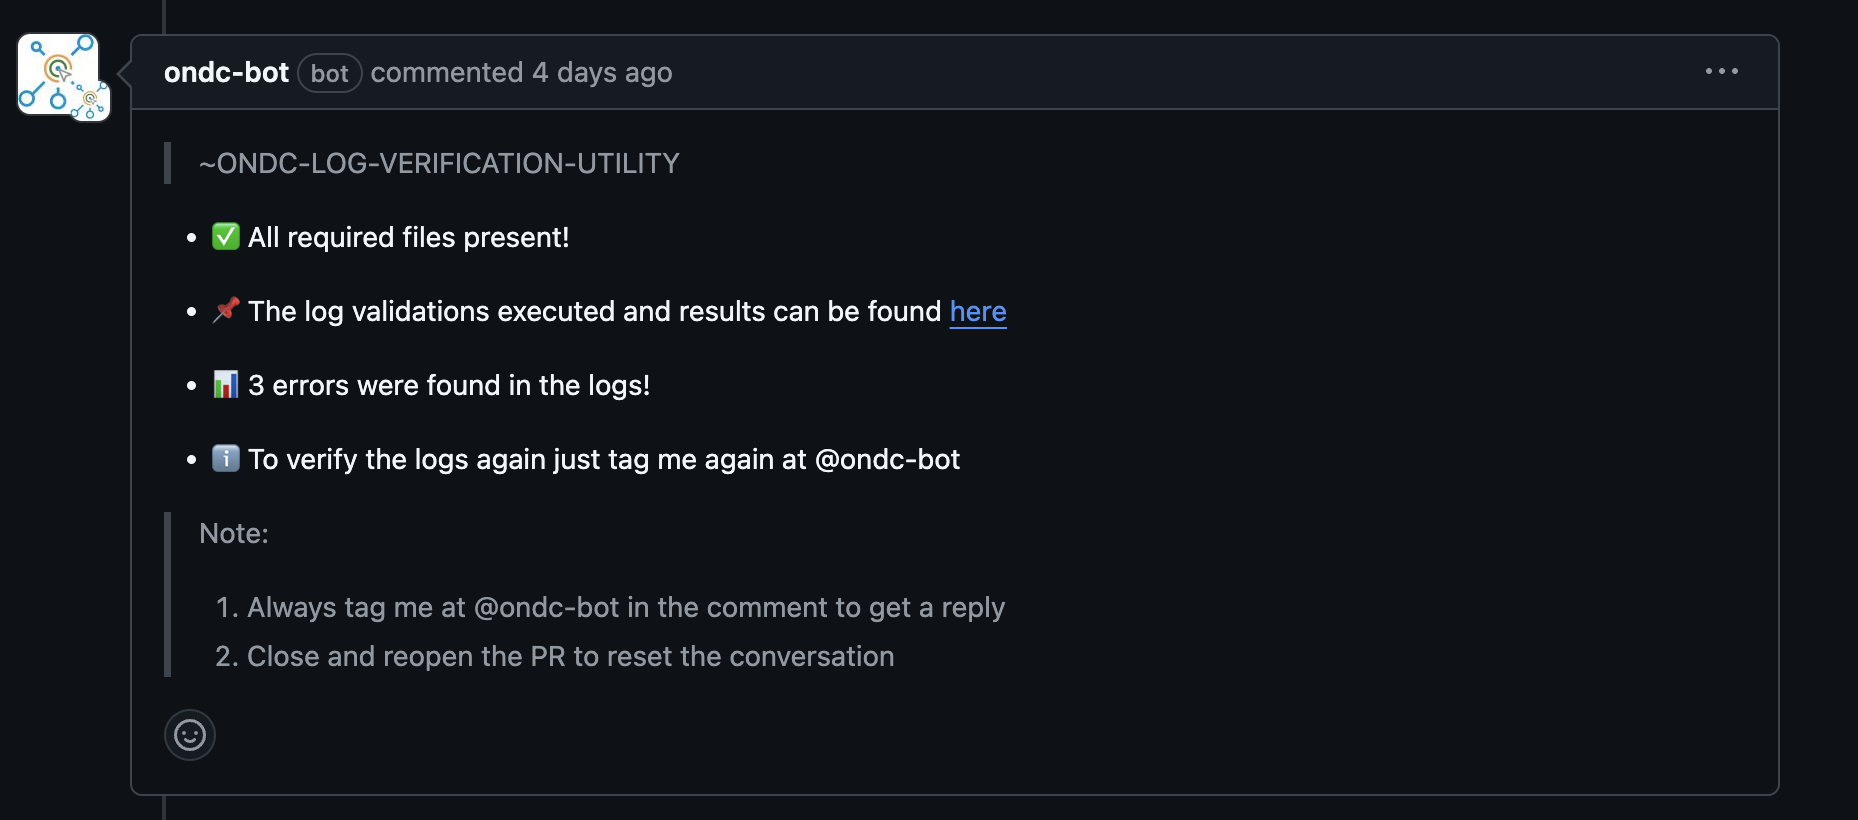 ondc-bot bot commented 4 days ago
~ONDC-LOG-VERIFICATION-UTILITY
• ✅ All required files present!
• 📌 The log validations executed and results can be found here
• 📊 3 errors were found in the logs!
• ℹ️ To verify the logs again just tag me again at @ondc-bot
Note:
1. Always tag me at @ondc-bot in the comment to get a reply
2. Close and reopen the PR to reset the conversation